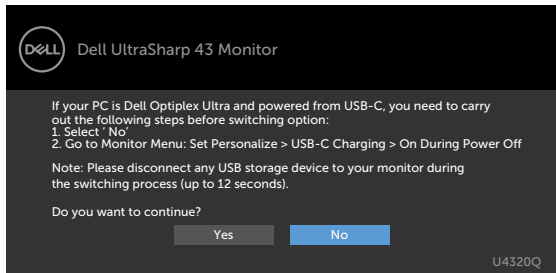 DELL
Dell UltraSharp 43 Monitor
If your PC is Dell Optiplex Ultra and powered from USB-C, you need to carry
out the following steps before switching option:
1. Select ' No'
2. Go to Monitor Menu: Set Personalize > USB-C Charging > On During Power Off
Note: Please disconnect any USB storage device to your monitor during
the switching process (up to 12 seconds).
Do you want to continue?
Yes No
U4320Q